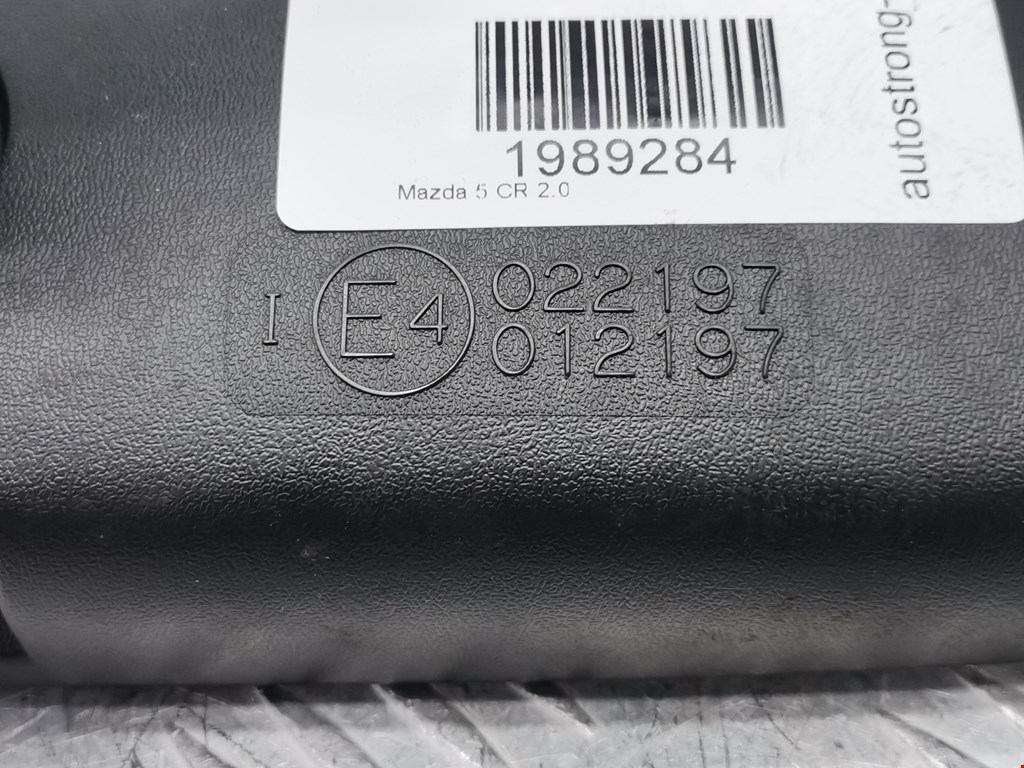 1989284
Mazda 5 CR 2.0
autostrong-
I E4 022197
012197